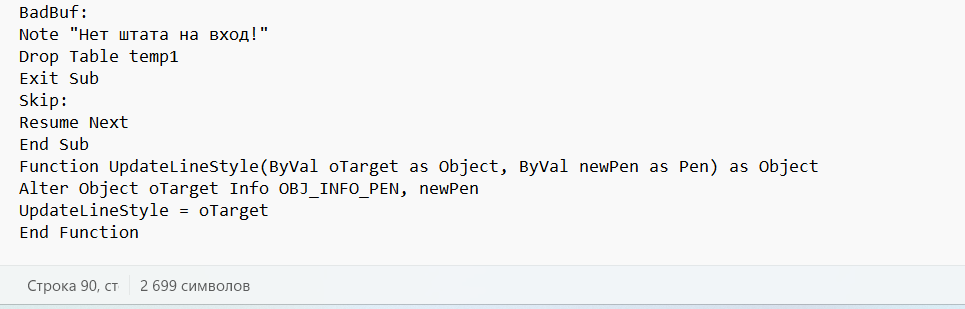 BadBuf:
Note "Нет штата на вход!"
Drop Table temp1
Exit Sub
Skip:
Resume Next
End Sub
Function UpdateLineStyle(ByVal oTarget as Object, ByVal newPen as Pen) as Object
Alter Object oTarget Info OBJ_INFO_PEN, newPen
UpdateLineStyle = oTarget
End Function
Строка 90, ст 2 699 символов